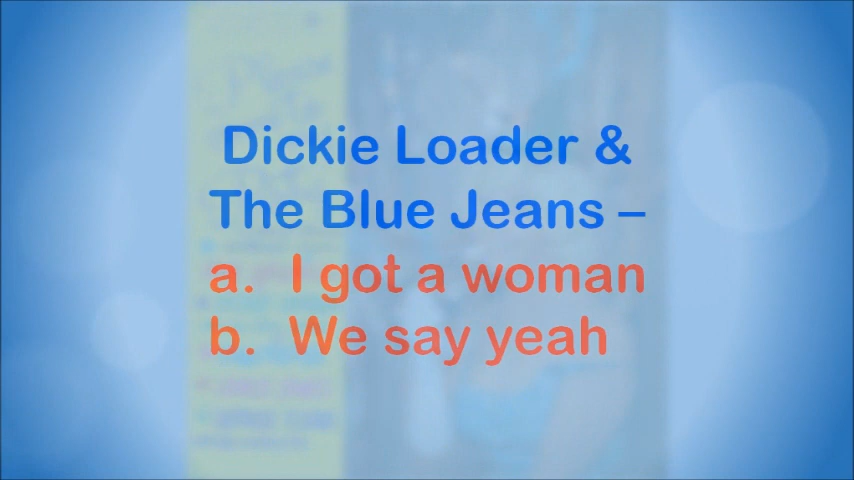 Dickie Loader &
The Blue Jeans –
a. I got a woman
b. We say yeah